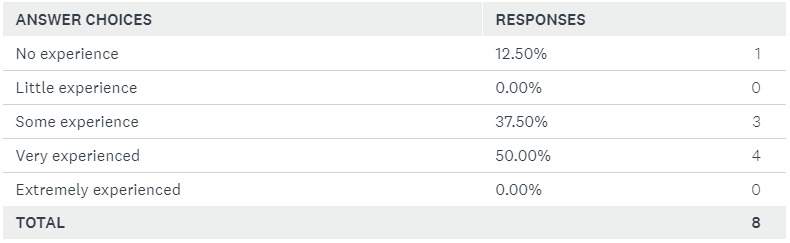 ANSWER CHOICES RESPONSES
No experience 12.50% 1
Little experience 0.00% 0
Some experience 37.50% 3
Very experienced 50.00% 4
Extremely experienced 0.00% 0
TOTAL 8